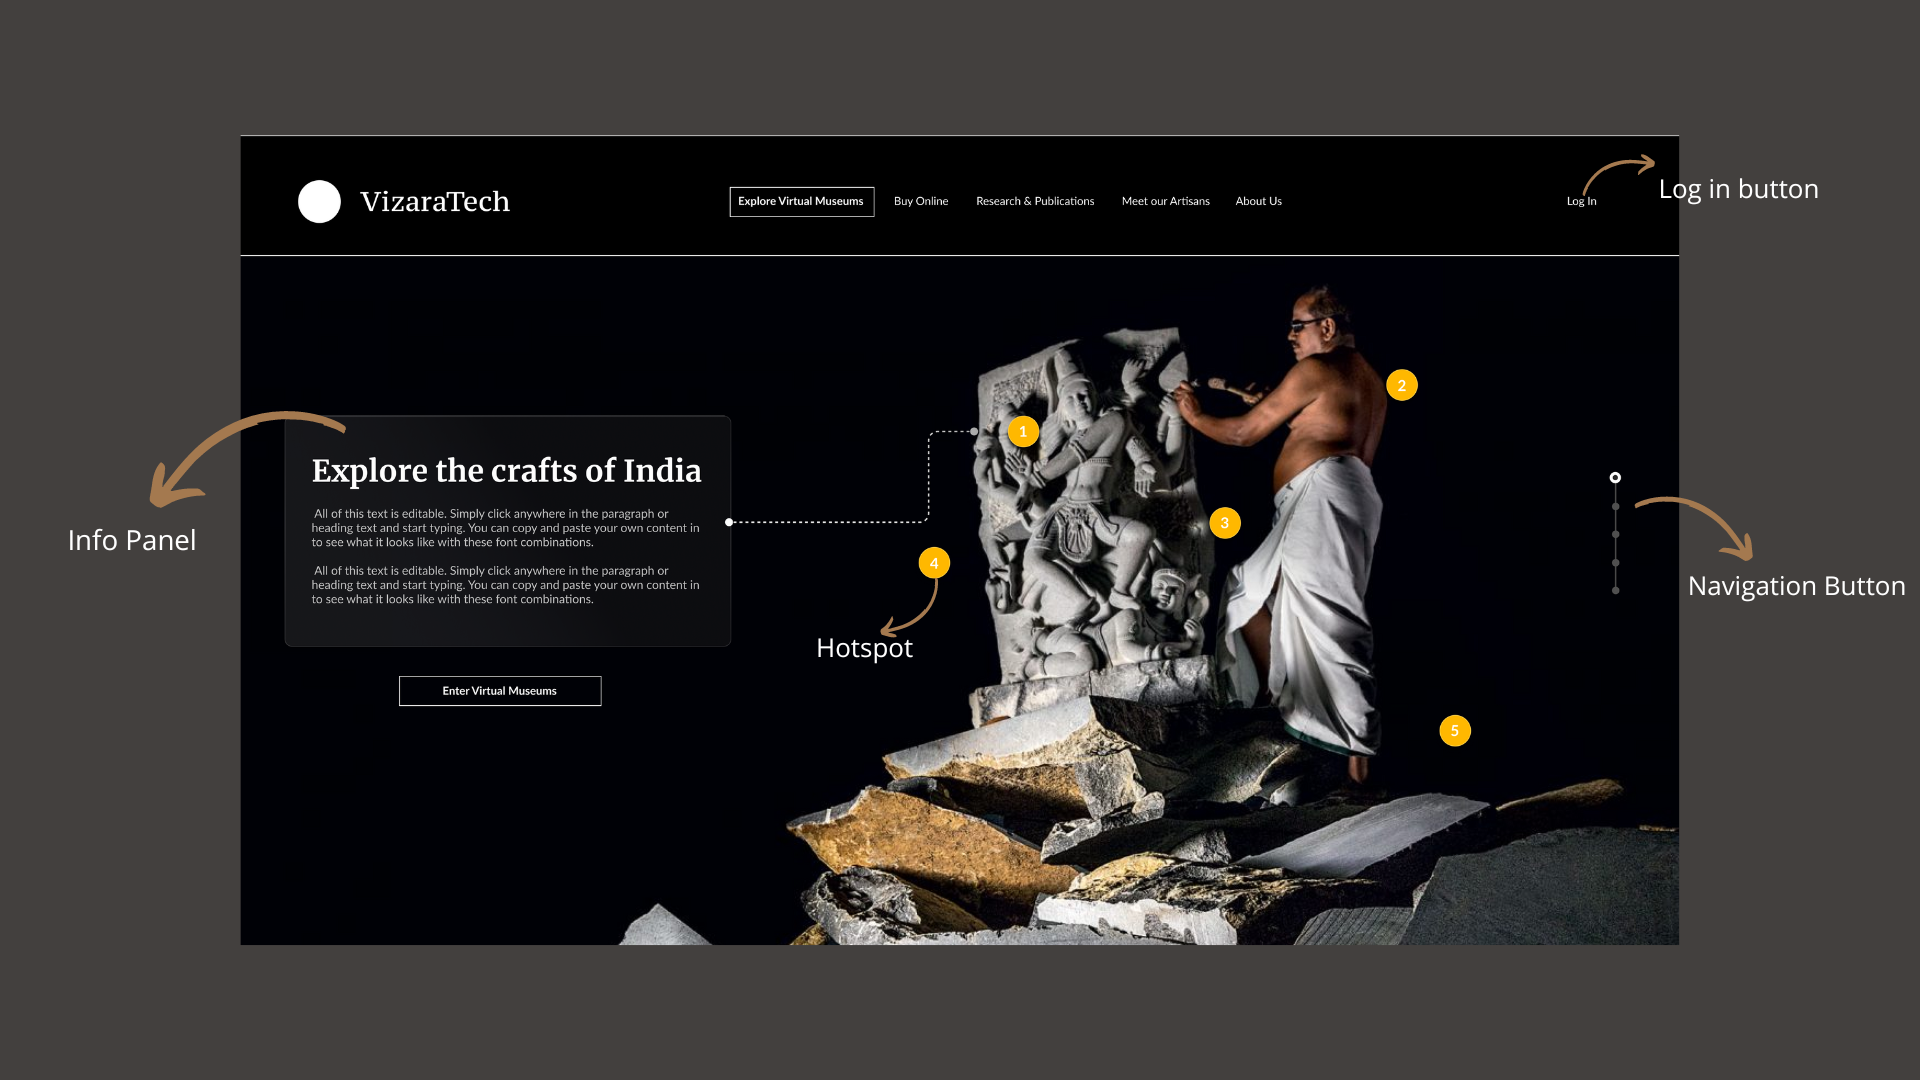 VizaraTech
Explore Virtual Museums
Buy Online
Research & Publications
Meet our Artisans
About Us
Log In
Log in button
2
1
Explore the crafts of India
All of this text is editable. Simply click anywhere in the paragraph or
heading text and start typing. You can copy and paste your own content in
to see what it looks like with these font combinations.
All of this text is editable. Simply click anywhere in the paragraph or
heading text and start typing. You can copy and paste your own content in
to see what it looks like with these font combinations.
Info Panel
3
4
Hotspot
Navigation Button
Enter Virtual Museums
5